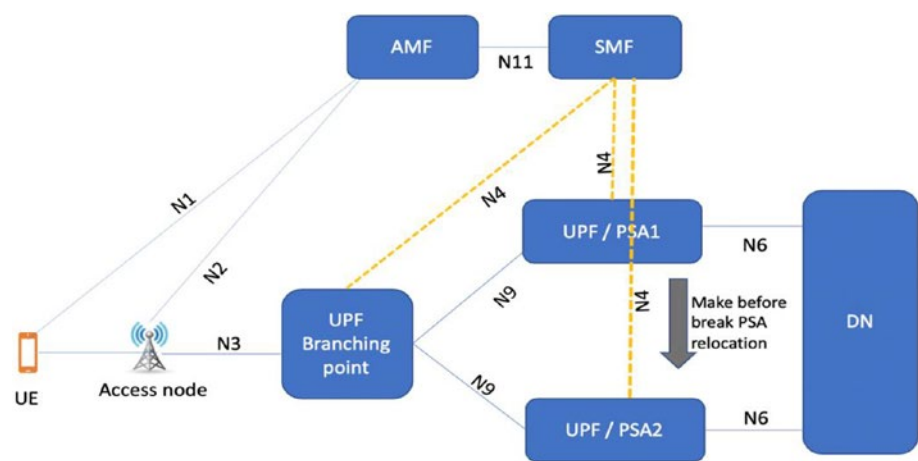 AMF
N11
SMF
N1
N2
N4
N4
UPF / PSA1
N6
N9
N4
Make before
break PSA
relocation
DN
N3
UPF
Branching
point
UE
Access node
N9
UPF / PSA2
N6